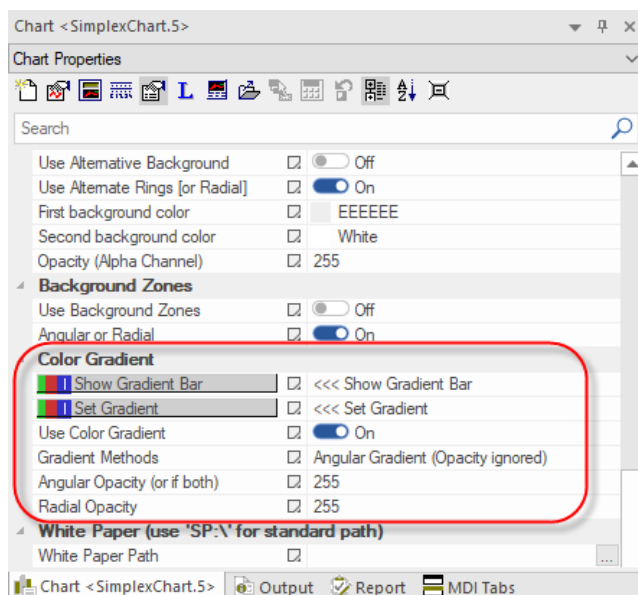 Chart <SimplexChart.5>
Chart Properties
L
Search
Use Alternative Background Off
Use Alternate Rings [or Radial] On
First background color EEEEEE
Second background color White
Opacity (Alpha Channel) 255
Background Zones
Use Background Zones Off
Angular or Radial On
Color Gradient
Show Gradient Bar <<< Show Gradient Bar
Set Gradient <<< Set Gradient
Use Color Gradient On
Gradient Methods Angular Gradient (Opacity ignored)
Angular Opacity (or if both) 255
Radial Opacity 255
White Paper (use 'SP:\' for standard path)
White Paper Path ...
Chart <SimplexChart.5> Output Report MDI Tabs